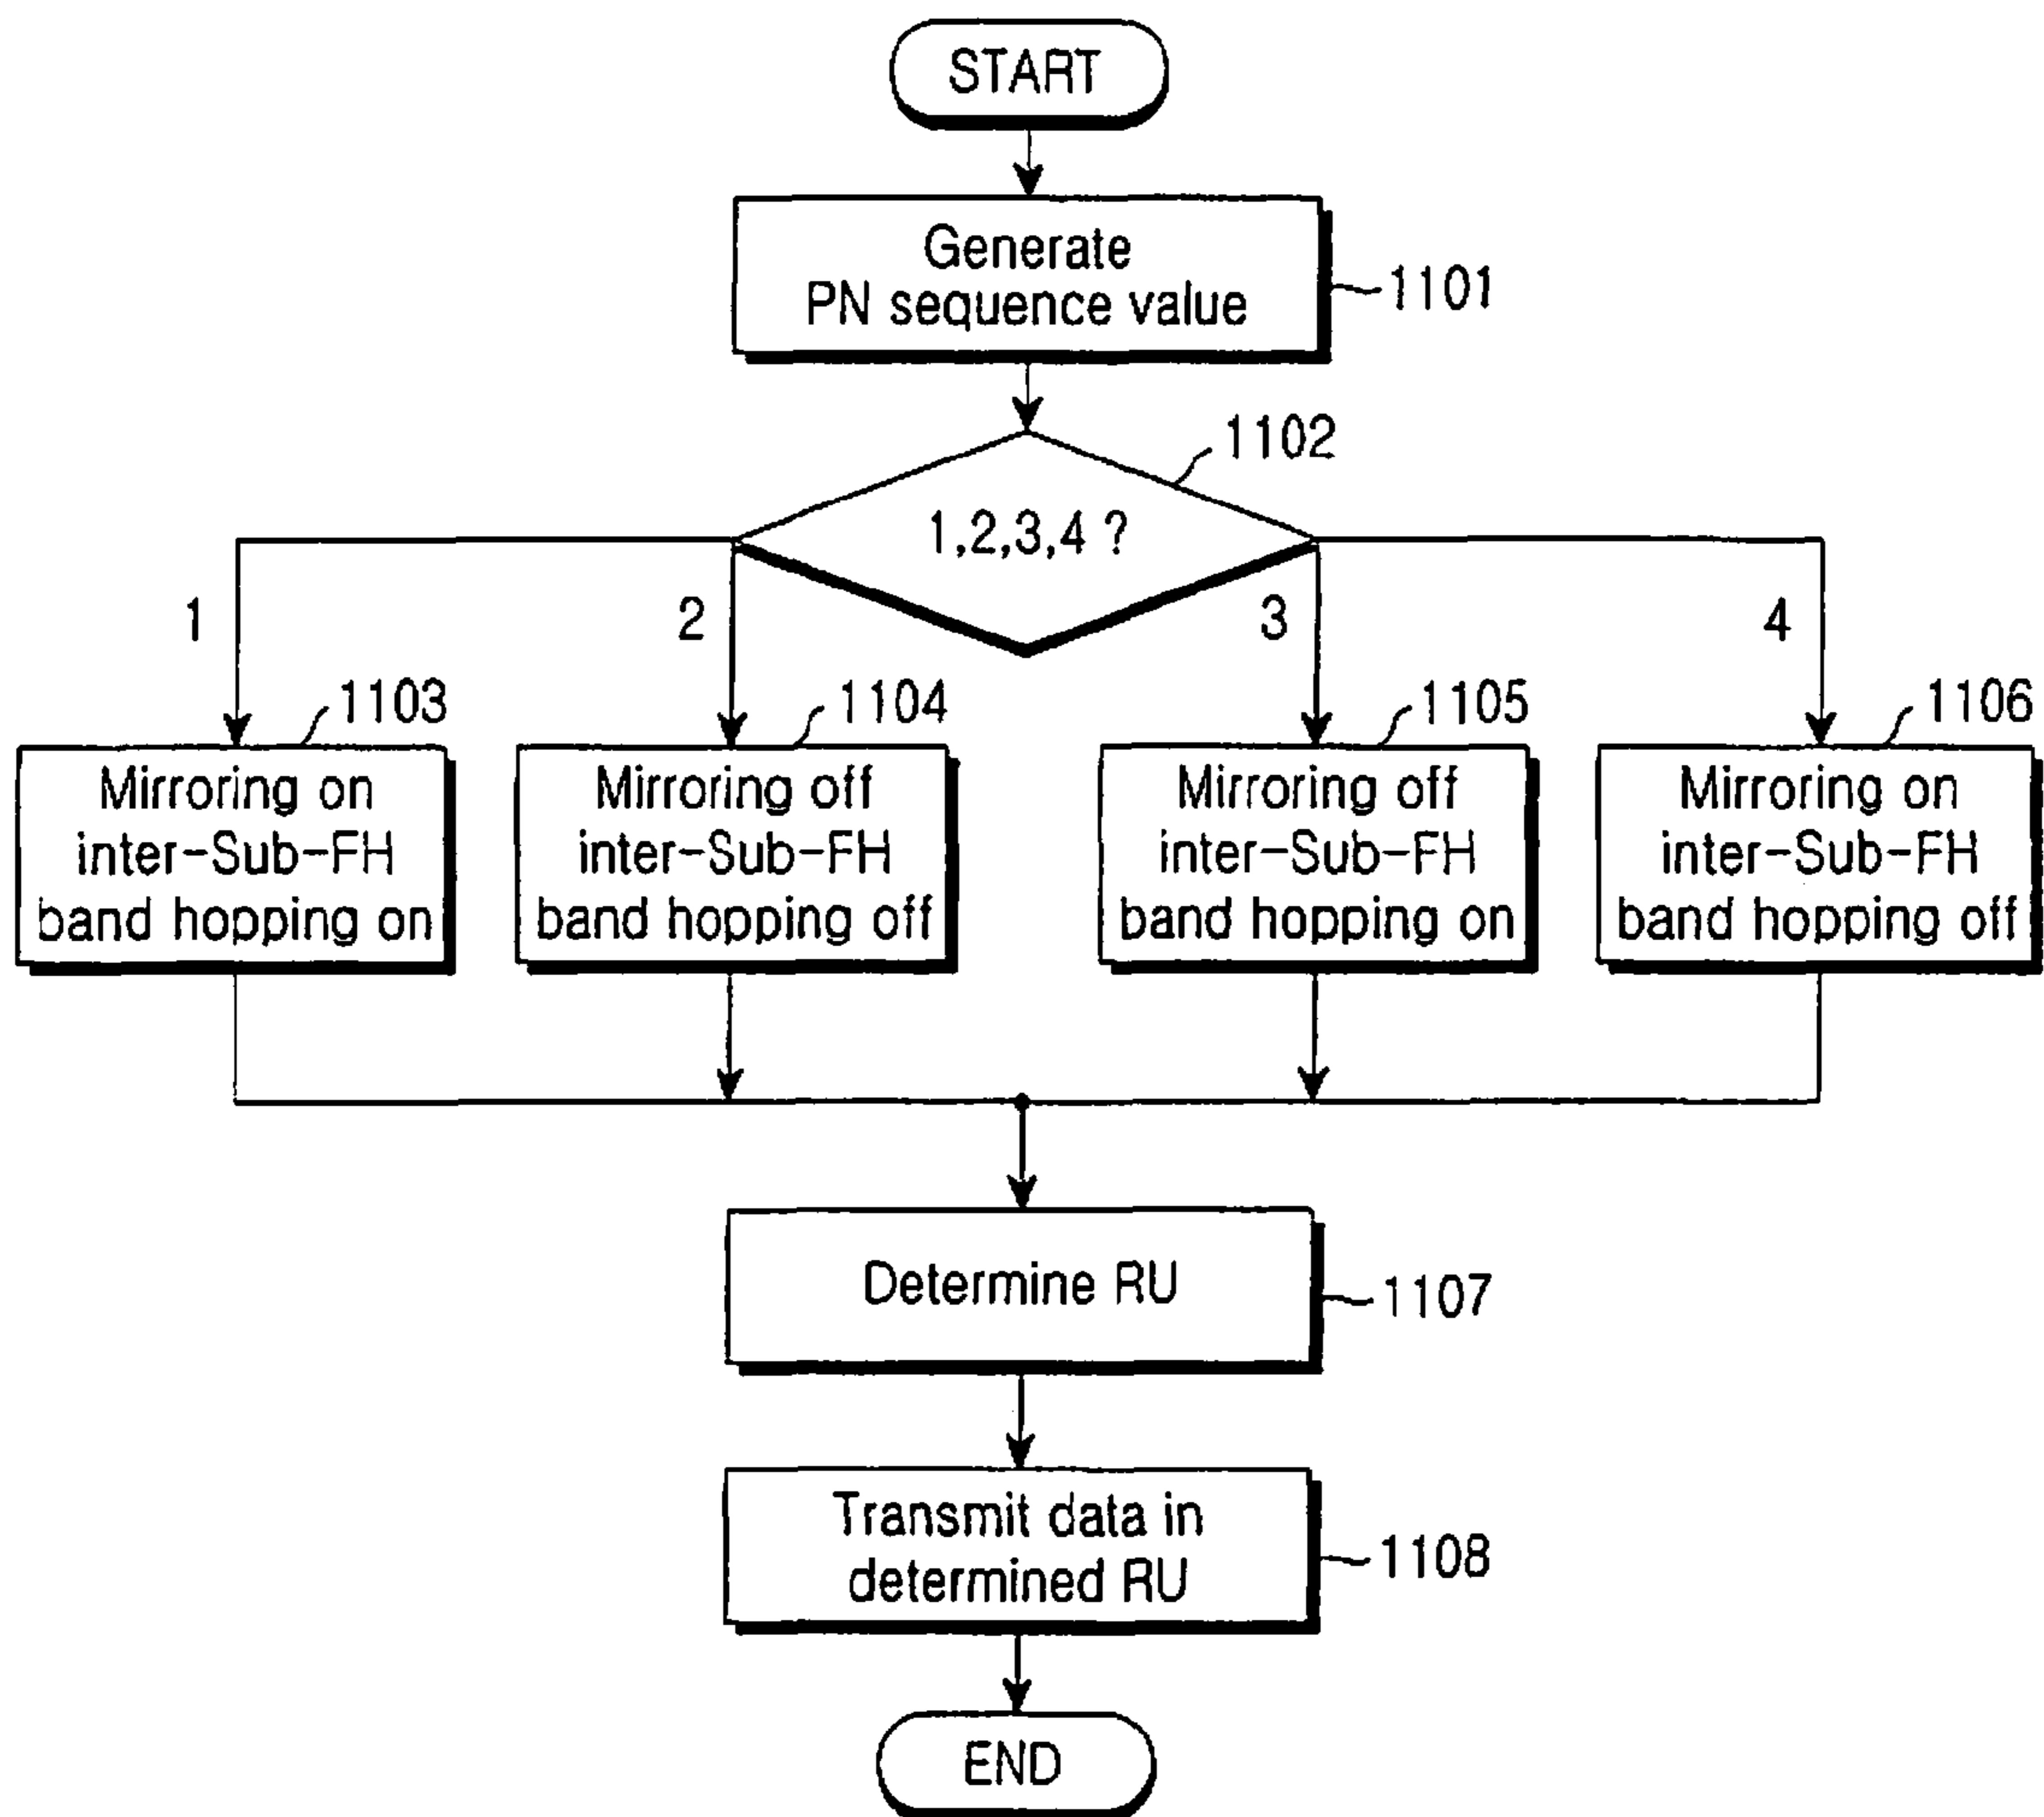 START
Generate
PN sequence value
1101
1102
1,2,3,4 ?
1
2
3
4
1103
1104
1105
1106
Mirroring on
inter-Sub-FH
band hopping on
Mirroring off
inter-Sub-FH
band hopping off
Mirroring off
inter-Sub-FH
band hopping on
Mirroring on
inter-Sub-FH
band hopping off
Determine RU
1107
Transmit data in
determined RU
1108
END